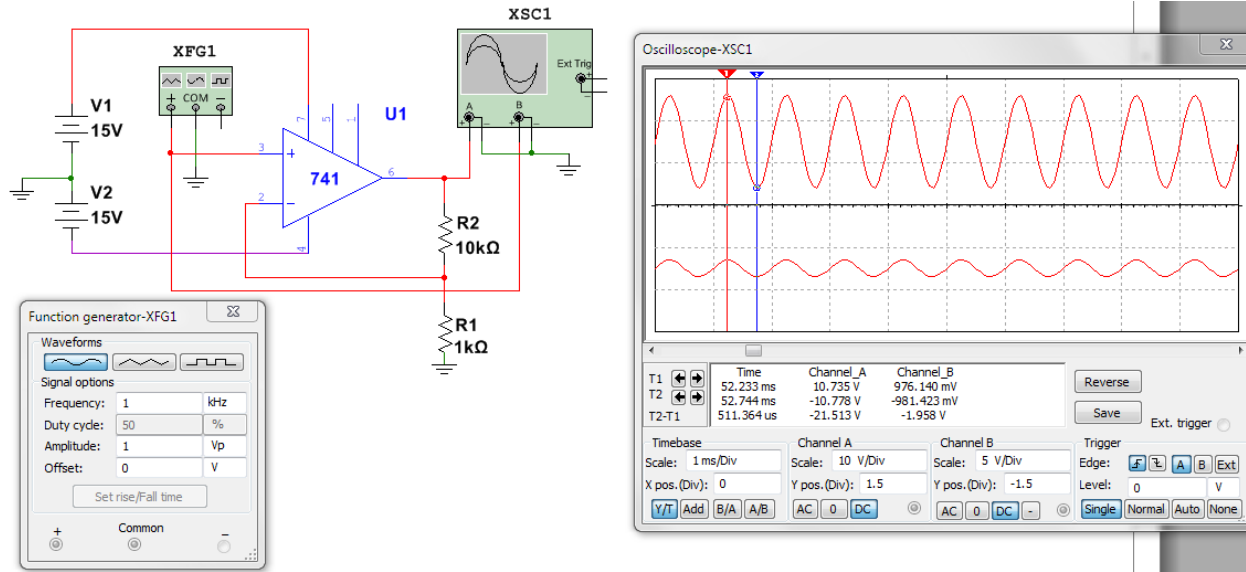 XSC1
XFG1
Ext Trig
+
−
COM
+ −
A B
+ − + −
V1
15V
U1
7 5 1
3 +
741
6
2 −
4
V2
15V
R2
10kΩ
R1
1kΩ
Function generator-XFG1
Waveforms
Signal options
Frequency: 1 kHz
Duty cycle: 50 %
Amplitude: 1 Vp
Offset: 0 V
Set rise/Fall time
+ Common −
Oscilloscope-XSC1
Time Channel_A Channel_B
T1 52.233 ms 10.735 V 976.140 mV
T2 52.744 ms -10.778 V -981.423 mV
T2-T1 511.364 us -21.513 V -1.958 V
Reverse
Save
Ext. trigger
Timebase
Scale: 1 ms/Div
X pos.(Div): 0
Y/T Add B/A A/B
Channel A
Scale: 10 V/Div
Y pos.(Div): 1.5
AC 0 DC
Channel B
Scale: 5 V/Div
Y pos.(Div): -1.5
AC 0 DC -
Trigger
Edge: A B Ext
Level: 0 V
Single Normal Auto None